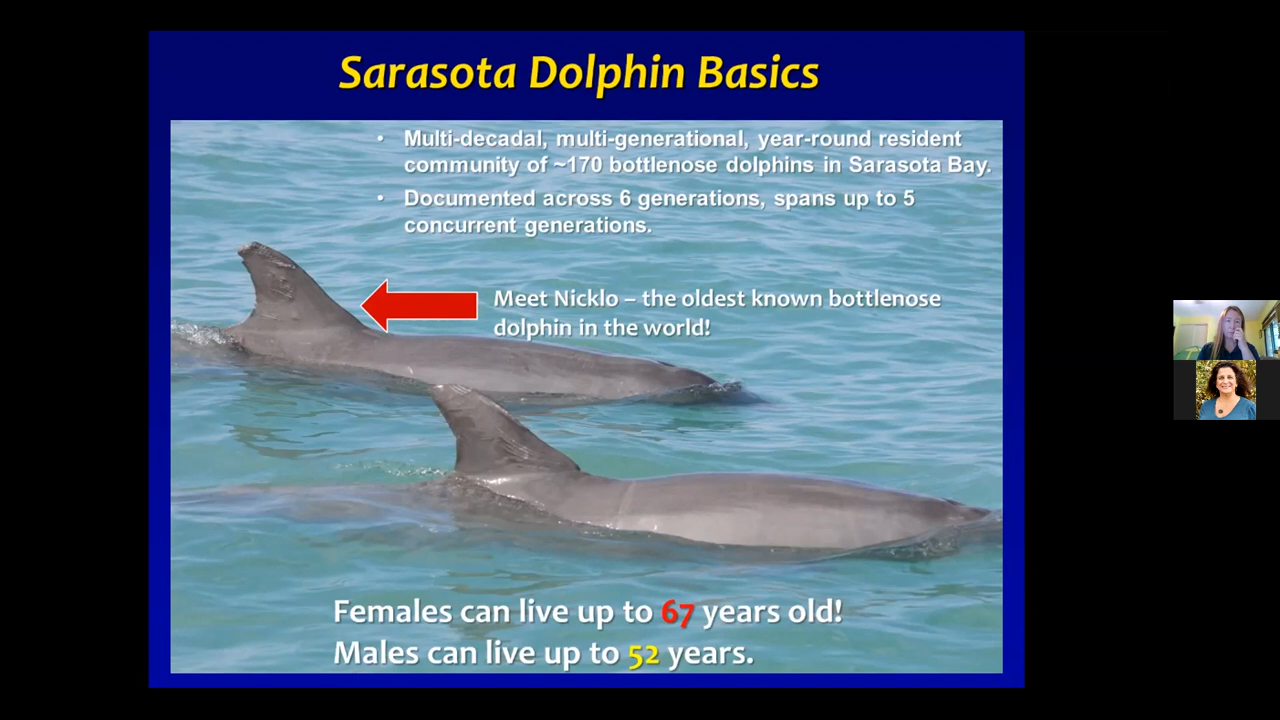 Sarasota Dolphin Basics
• Multi-decadal, multi-generational, year-round resident
community of ~170 bottlenose dolphins in Sarasota Bay.
• Documented across 6 generations, spans up to 5
concurrent generations.
Meet Nicklo – the oldest known bottlenose
dolphin in the world!
Females can live up to 67 years old!
Males can live up to 52 years.